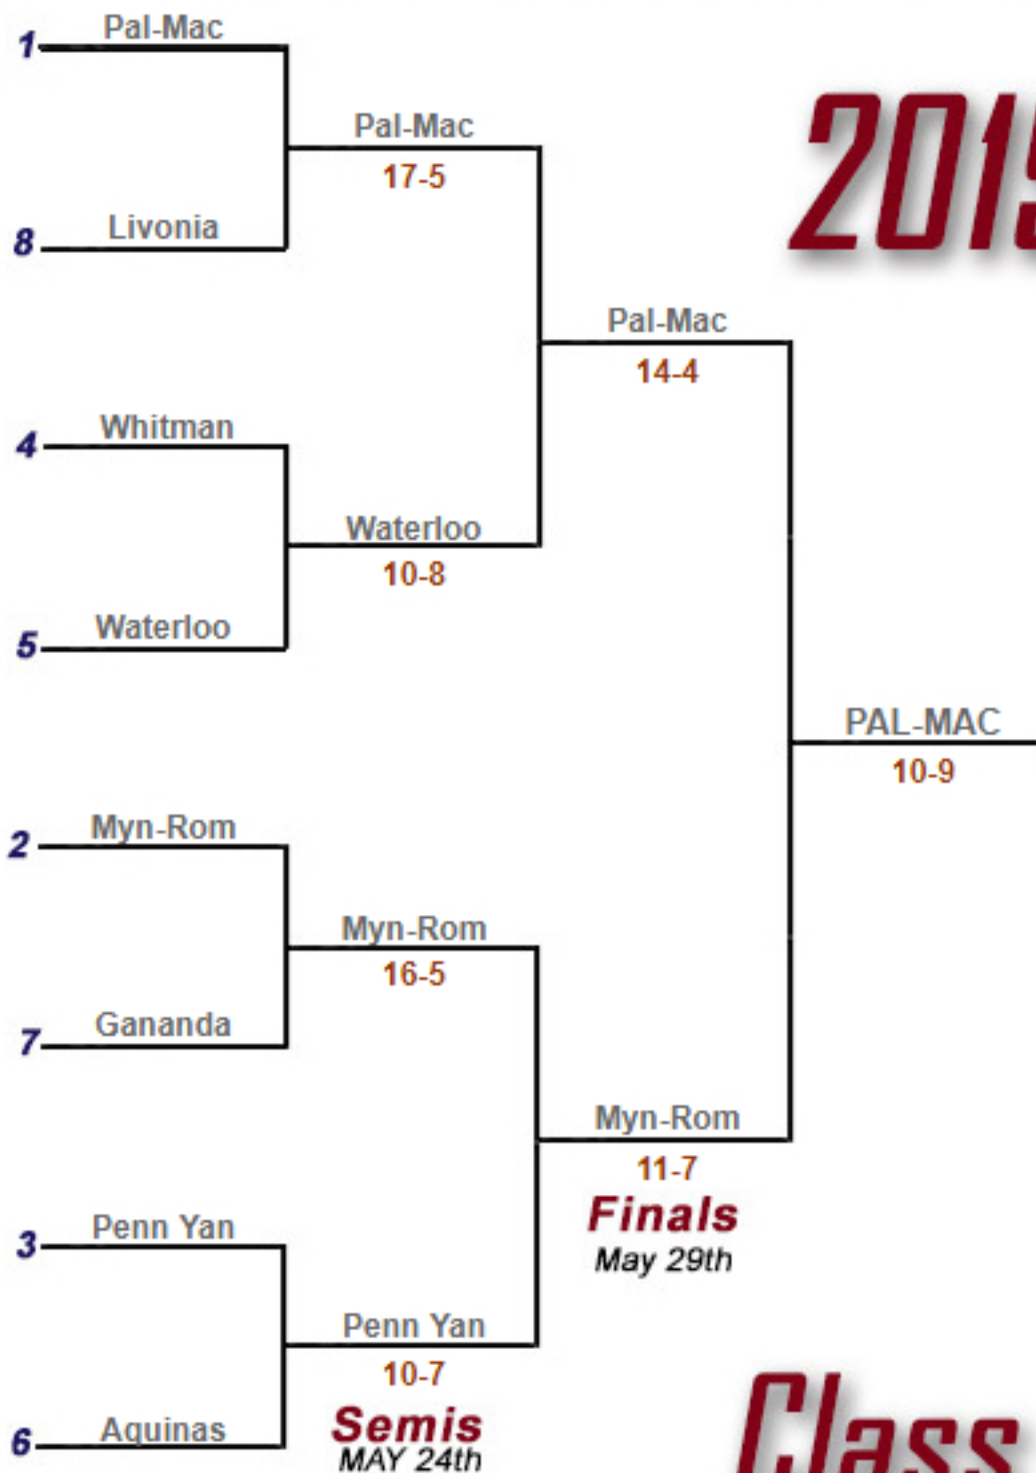 1 Pal-Mac
Pal-Mac
17-5
8 Livonia
Pal-Mac
14-4
4 Whitman
Waterloo
10-8
5 Waterloo
PAL-MAC
10-9
2 Myn-Rom
Myn-Rom
16-5
7 Gananda
Myn-Rom
11-7
Finals
May 29th
3 Penn Yan
Penn Yan
10-7
6 Aquinas
Semis
MAY 24th
2015
Class